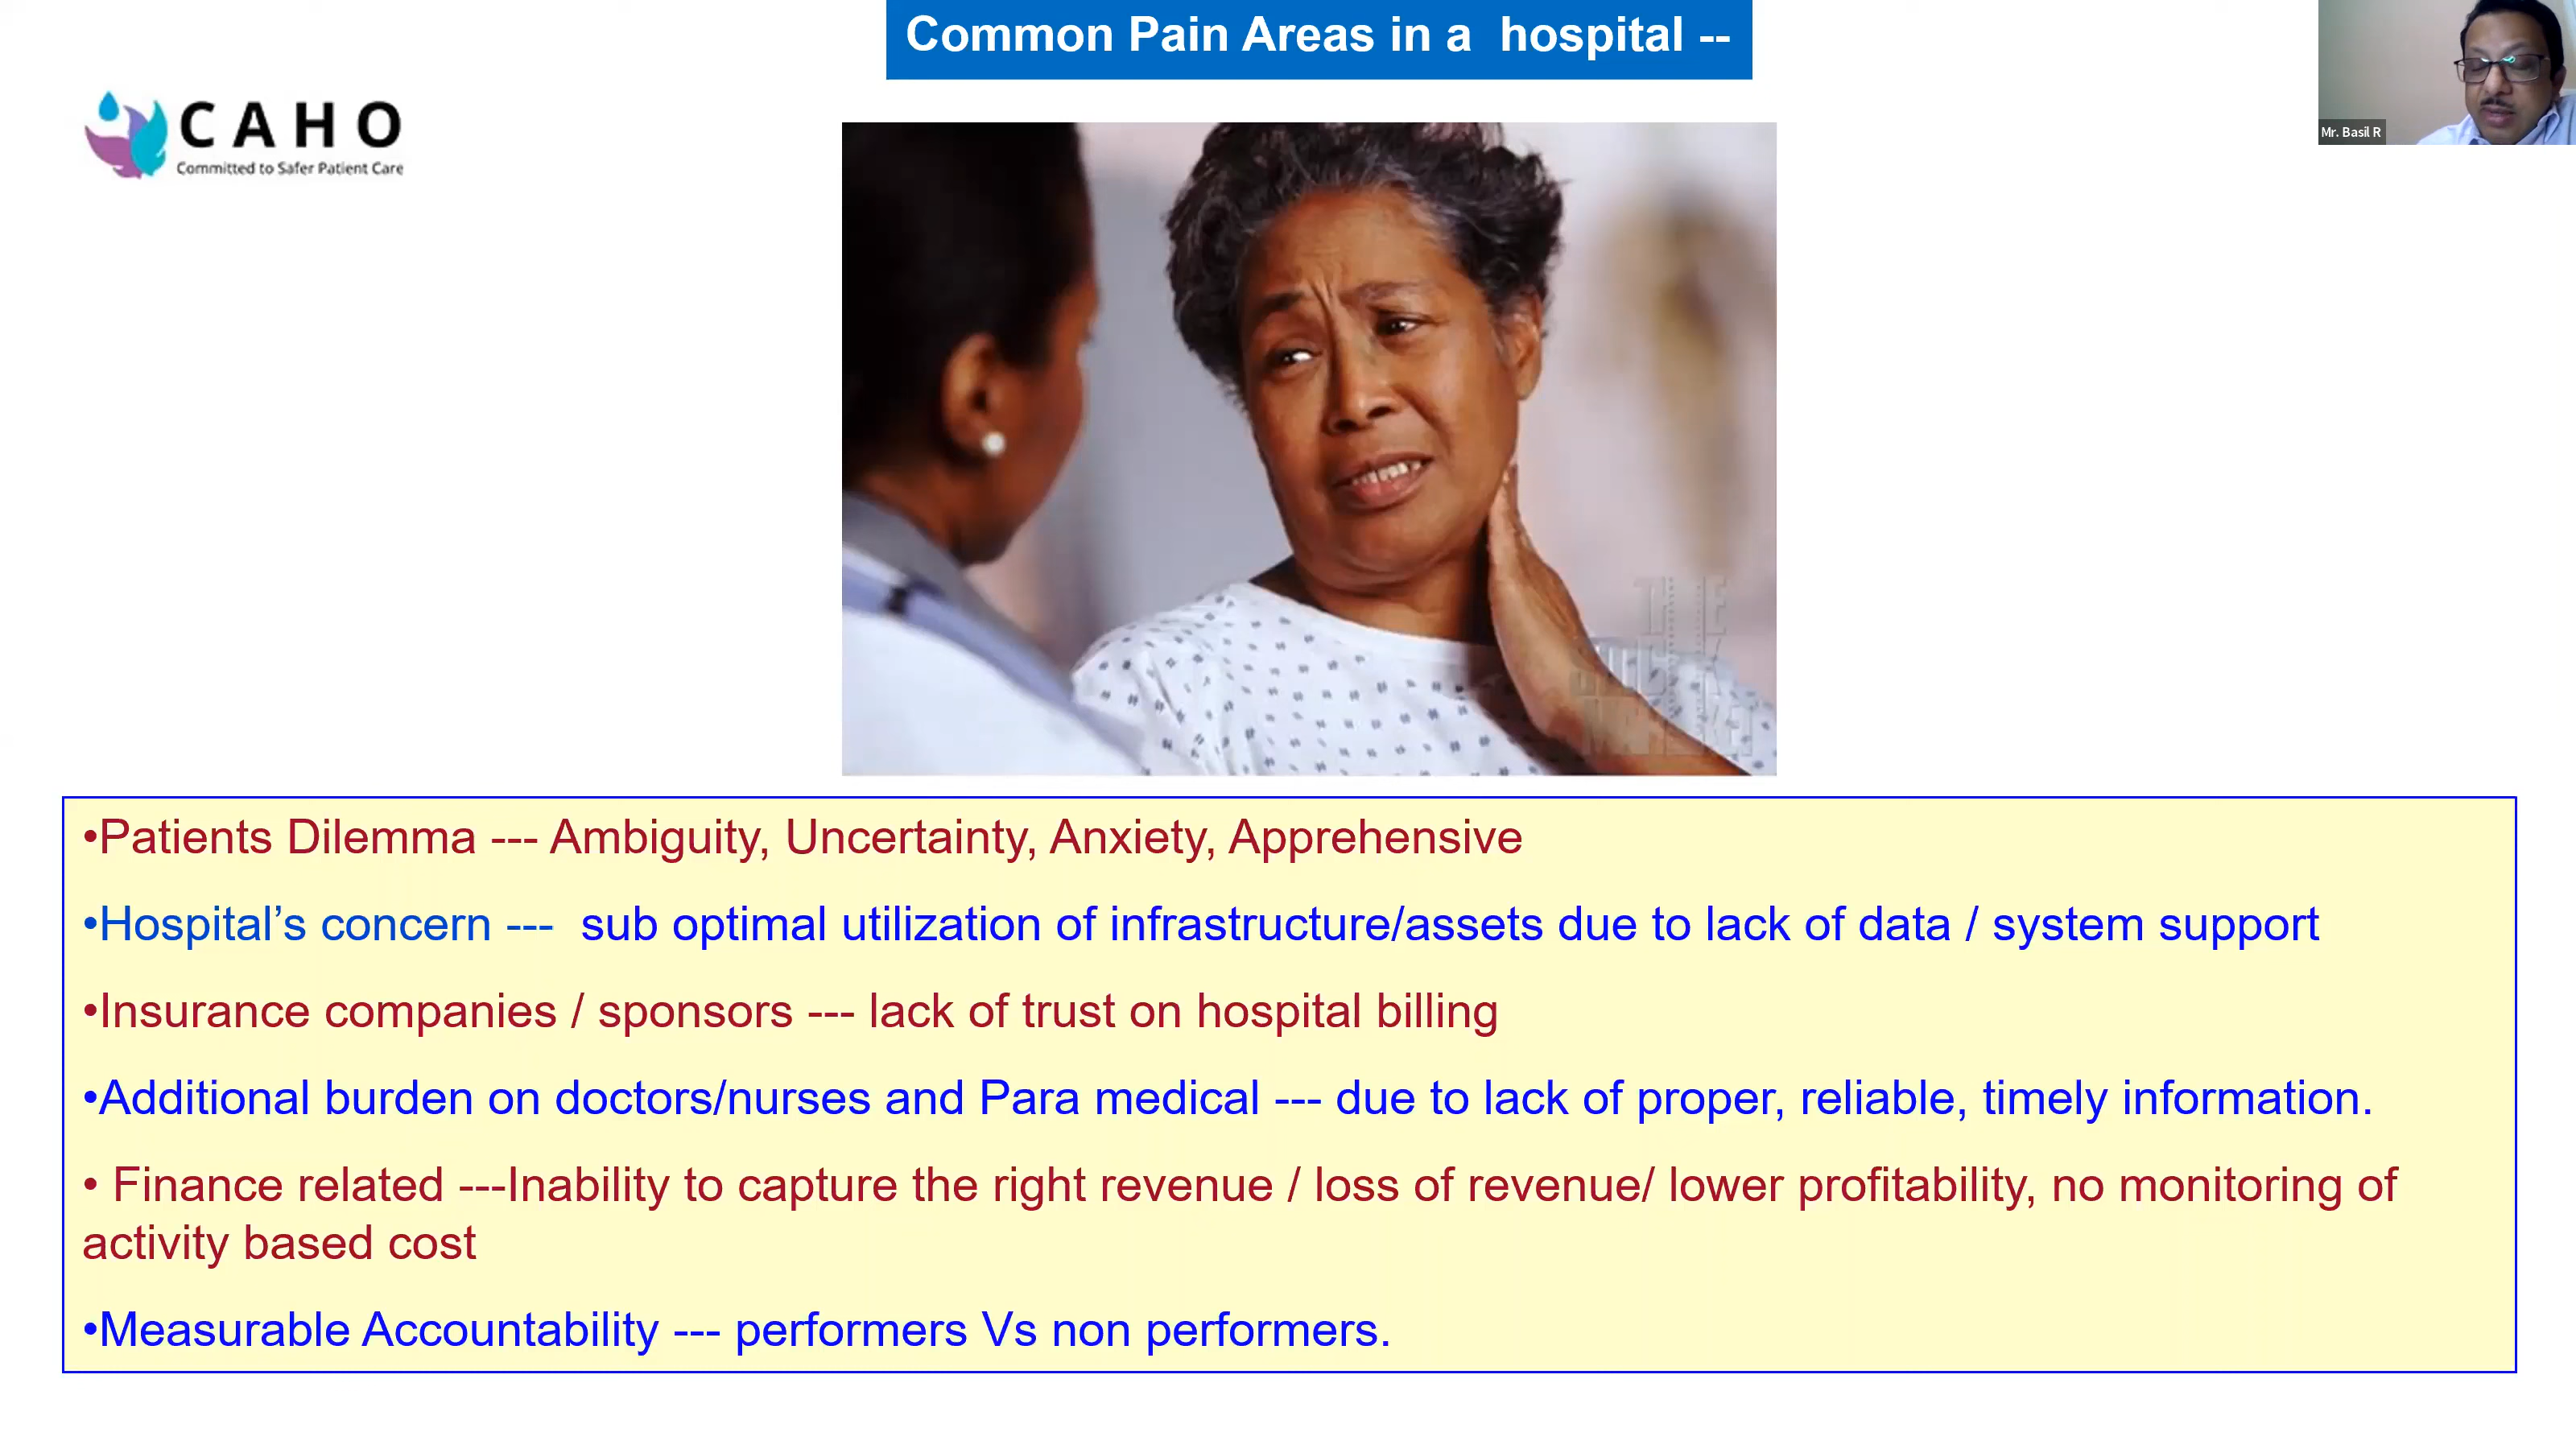 Common Pain Areas in a  hospital --
CAHO
Committed to Safer Patient Care
Mr. Basil R
THE
•Patients Dilemma --- Ambiguity, Uncertainty, Anxiety, Apprehensive
•Hospital’s concern ---  sub optimal utilization of infrastructure/assets due to lack of data / system support
•Insurance companies / sponsors --- lack of trust on hospital billing
•Additional burden on doctors/nurses and Para medical --- due to lack of proper, reliable, timely information.
• Finance related ---Inability to capture the right revenue / loss of revenue/ lower profitability, no monitoring of
activity based cost
•Measurable Accountability --- performers Vs non performers.